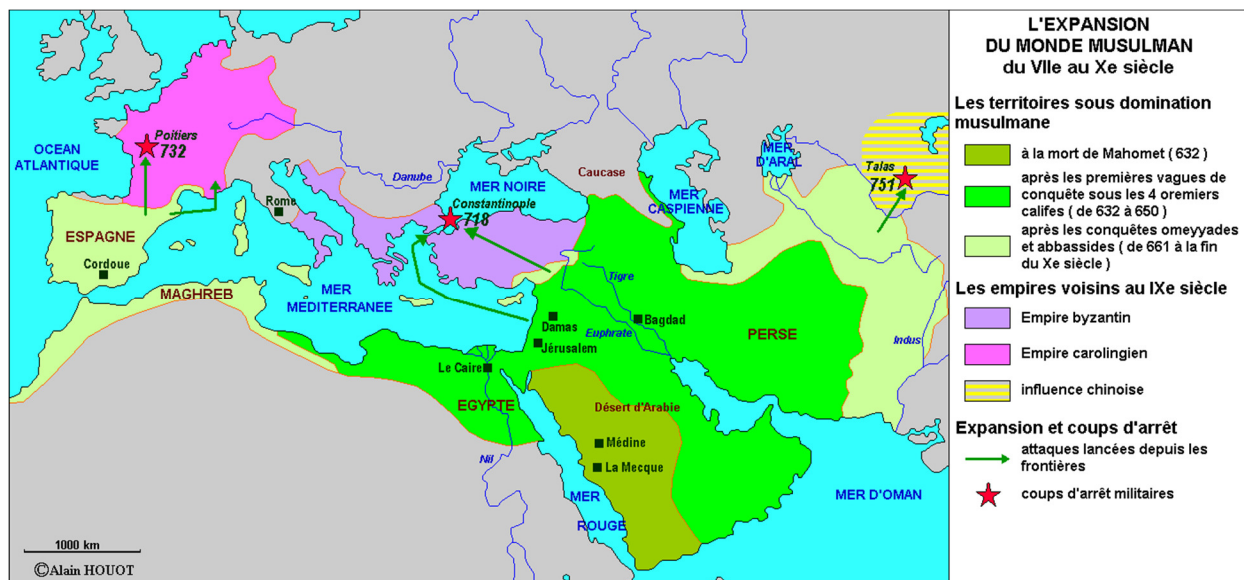 L'EXPANSION
DU MONDE MUSULMAN
du VIIe au Xe siècle
Les territoires sous domination
musulmane
à la mort de Mahomet ( 632 )
après les premières vagues de
conquête sous les 4 oremiers
califes ( de 632 à 650 )
après les conquêtes omeyyades
et abbassides ( de 661 à la fin
du Xe siècle )
Les empires voisins au IXe siècle
Empire byzantin
Empire carolingien
influence chinoise
Expansion et coups d'arrêt
attaques lancées depuis les
frontières
coups d'arrêt militaires
OCEAN
ATLANTIQUE
Poitiers
732
Danube
MER NOIRE
Constantinople
718
Caucase
MER
CASPIENNE
MER
D'ARAL
Talas
751
Rome
ESPAGNE
Cordoue
MAGHREB
MER
MÉDITERRANEE
Tigre
Damas
Bagdad
Euphrate
Jérusalem
PERSE
Indus
Le Caire
EGYPTE
Désert d'Arabie
Médine
La Mecque
Nil
MER
ROUGE
MER D'OMAN
1000 km
©Alain HOUOT